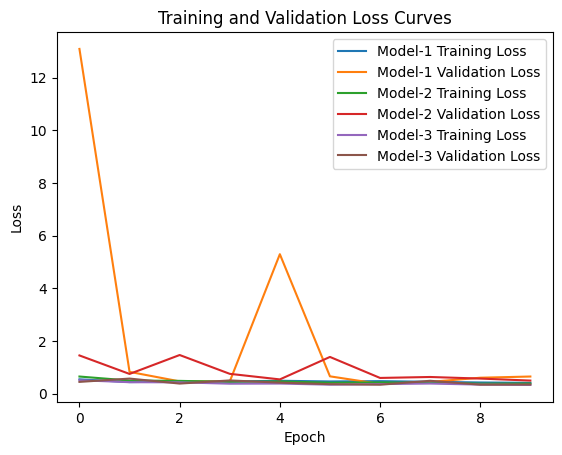 Training and Validation Loss Curves
Model-1 Training Loss
Model-1 Validation Loss
Model-2 Training Loss
Model-2 Validation Loss
Model-3 Training Loss
Model-3 Validation Loss
Loss
12
10
8
6
4
2
0
0 2 4 6 8
Epoch